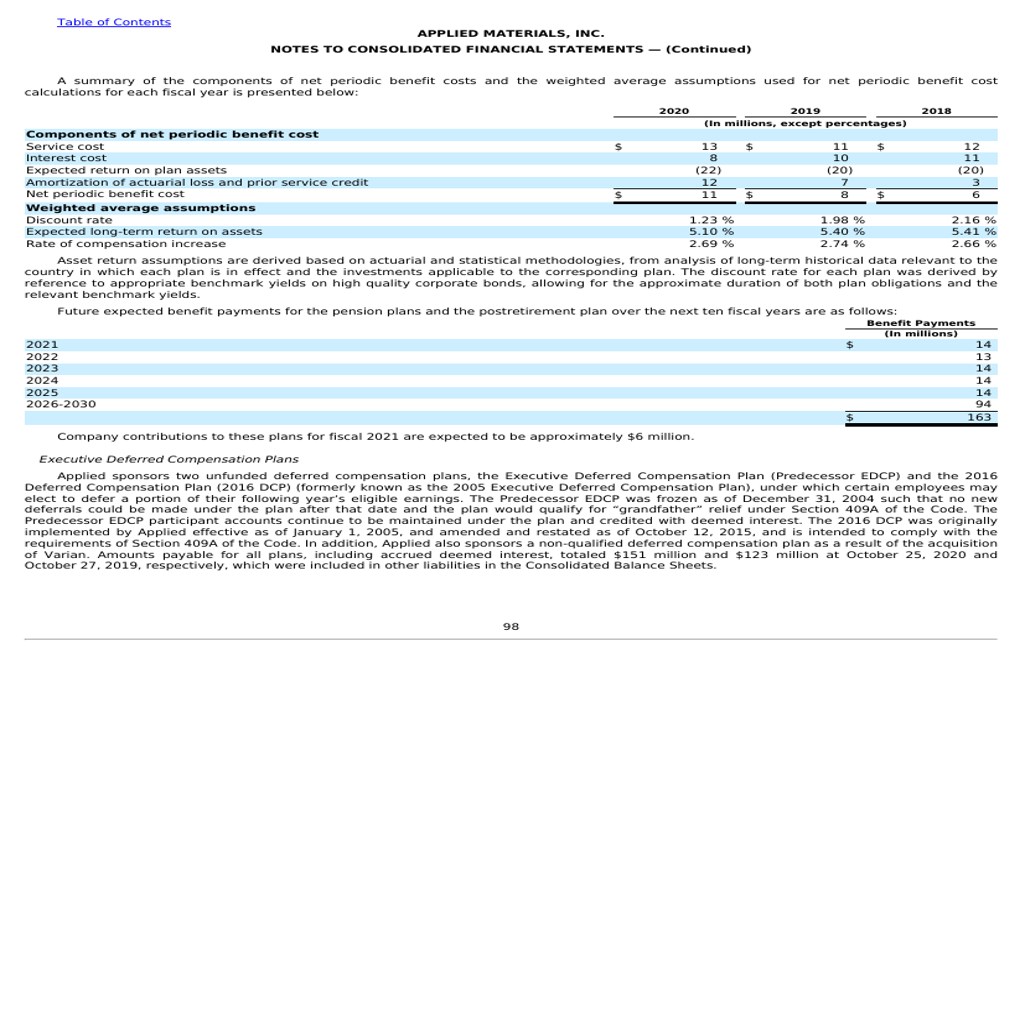 Table of Contents
APPLIED MATERIALS, INC.
NOTES TO CONSOLIDATED FINANCIAL STATEMENTS — (Continued)
A summary of the components of net periodic benefit costs and the weighted average assumptions used for net periodic benefit cost
calculations for each fiscal year is presented below:
2020 2019 2018
(In millions, except percentages)
Components of net periodic benefit cost
Service cost $ 13 $ 11 $ 12
Interest cost 8 10 11
Expected return on plan assets (22) (20) (20)
Amortization of actuarial loss and prior service credit 12 7 3
Net periodic benefit cost $ 11 $ 8 $ 6
Weighted average assumptions
Discount rate 1.23 % 1.98 % 2.16 %
Expected long-term return on assets 5.10 % 5.40 % 5.41 %
Rate of compensation increase 2.69 % 2.74 % 2.66 %
Asset return assumptions are derived based on actuarial and statistical methodologies, from analysis of long-term historical data relevant to the
country in which each plan is in effect and the investments applicable to the corresponding plan. The discount rate for each plan was derived by
reference to appropriate benchmark yields on high quality corporate bonds, allowing for the approximate duration of both plan obligations and the
relevant benchmark yields.
Future expected benefit payments for the pension plans and the postretirement plan over the next ten fiscal years are as follows:
Benefit Payments
(In millions)
2021 $ 14
2022 13
2023 14
2024 14
2025 14
2026-2030 94
$ 163
Company contributions to these plans for fiscal 2021 are expected to be approximately $6 million.
Executive Deferred Compensation Plans
Applied sponsors two unfunded deferred compensation plans, the Executive Deferred Compensation Plan (Predecessor EDCP) and the 2016
Deferred Compensation Plan (2016 DCP) (formerly known as the 2005 Executive Deferred Compensation Plan), under which certain employees may
elect to defer a portion of their following year’s eligible earnings. The Predecessor EDCP was frozen as of December 31, 2004 such that no new
deferrals could be made under the plan after that date and the plan would qualify for “grandfather” relief under Section 409A of the Code. The
Predecessor EDCP participant accounts continue to be maintained under the plan and credited with deemed interest. The 2016 DCP was originally
implemented by Applied effective as of January 1, 2005, and amended and restated as of October 12, 2015, and is intended to comply with the
requirements of Section 409A of the Code. In addition, Applied also sponsors a non-qualified deferred compensation plan as a result of the acquisition
of Varian. Amounts payable for all plans, including accrued deemed interest, totaled $151 million and $123 million at October 25, 2020 and
October 27, 2019, respectively, which were included in other liabilities in the Consolidated Balance Sheets.
98